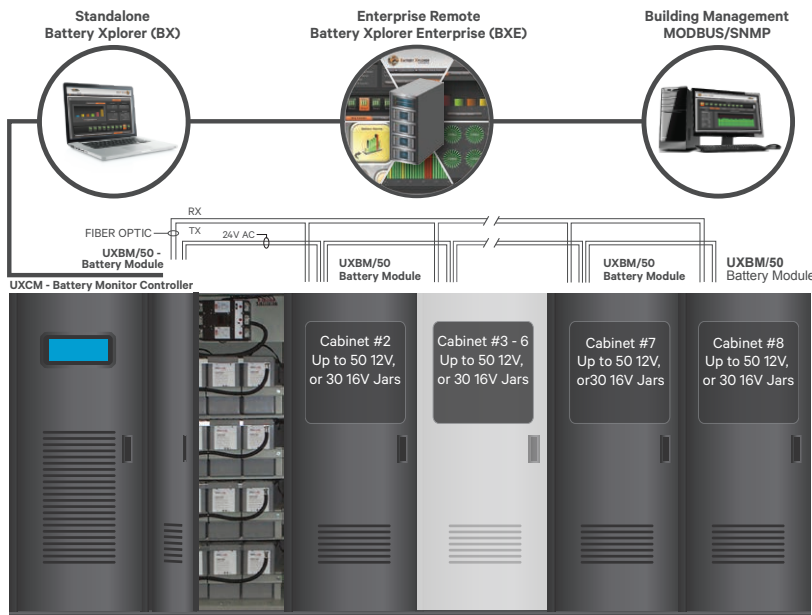 Standalone
Battery Xplorer (BX)
Enterprise Remote
Battery Xplorer Enterprise (BXE)
Building Management
MODBUS/SNMP
RX
FIBER OPTIC
TX
24V AC
UXBM/50 -
Battery Module
UXBM/50
Battery Module
UXBM/50
Battery Module
UXBM/50
Battery Module
UXCM - Battery Monitor Controller
Cabinet #2
Up to 50 12V,
or 30 16V Jars
Cabinet #3 - 6
Up to 50 12V,
or 30 16V Jars
Cabinet #7
Up to 50 12V,
or30 16V Jars
Cabinet #8
Up to 50 12V,
or 30 16V Jars